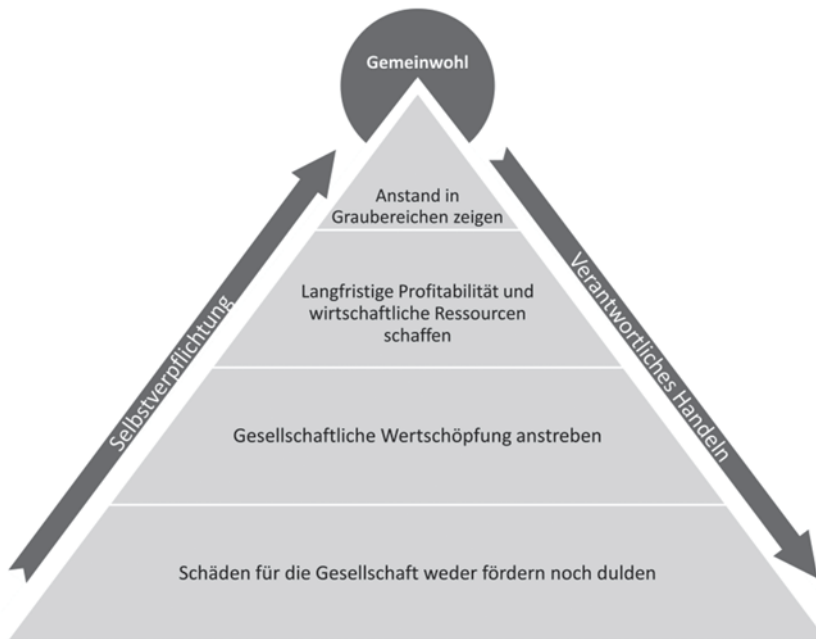 Gemeinwohl
Anstand in
Graubereichen zeigen
Langfristige Profitabilität und
wirtschaftliche Ressourcen
schaffen
Gesellschaftliche Wertschöpfung anstreben
Schäden für die Gesellschaft weder fördern noch dulden
Selbstverpflichtung
Verantwortliches Handeln